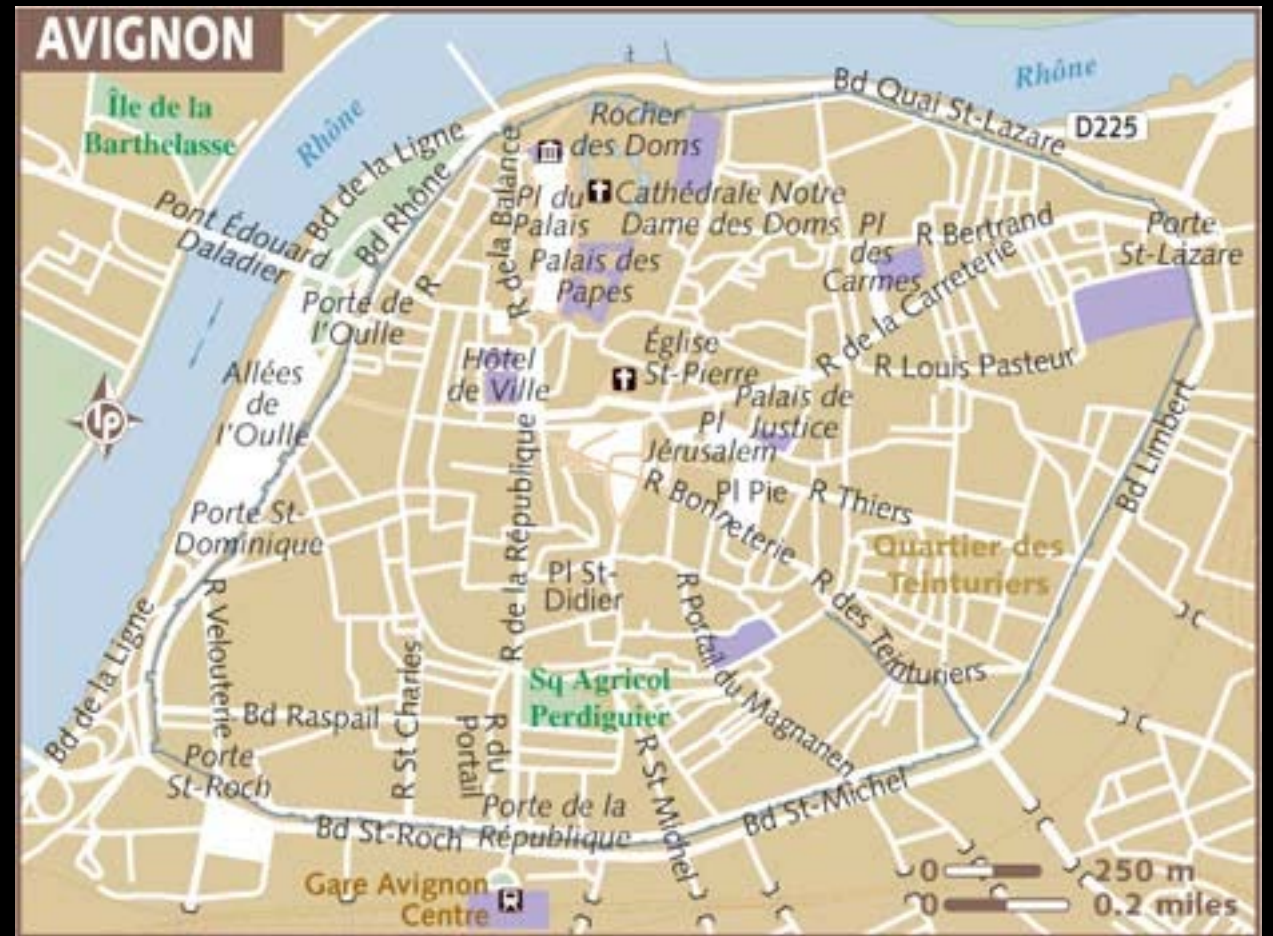 AVIGNON
Île de la
Barthelasse
Rhône
Rhône
Bd Quai St-Lazare
D225
Rocher
des Doms
Bd de la Ligne
Bd Rhône
R de la Balance
Pl du
Palais
Cathédrale Notre
Dame des Doms
Pl
des
Carmes
R Bertrand
Porte
St-Lazare
Pont Édouard
Daladier
Palais des
Papes
R de la Carreterie
Porte de
l'Oulle
R
Église
St-Pierre
R Louis Pasteur
Hôtel
de Ville
Allées
de
l'Oulle
LP
Palais de
Justice
Pl
Jérusalem
Bd Limbert
R de la République
R Bonneterie
Pl Pie
R Thiers
Porte St-
Dominique
Quartier des
Teinturiers
Pl St-
Didier
R Portail du Magnanen
R des Teinturiers
R Velouterie
Bd de la Ligne
R St Charles
Sq Agricol
Perdiguier
Bd Raspail
R du
Portail
R St Michel
Porte
St-Roch
Bd St-Roch
Porte de la
République
Bd St-Michel
Gare Avignon
Centre
0 250 m
0 0.2 miles